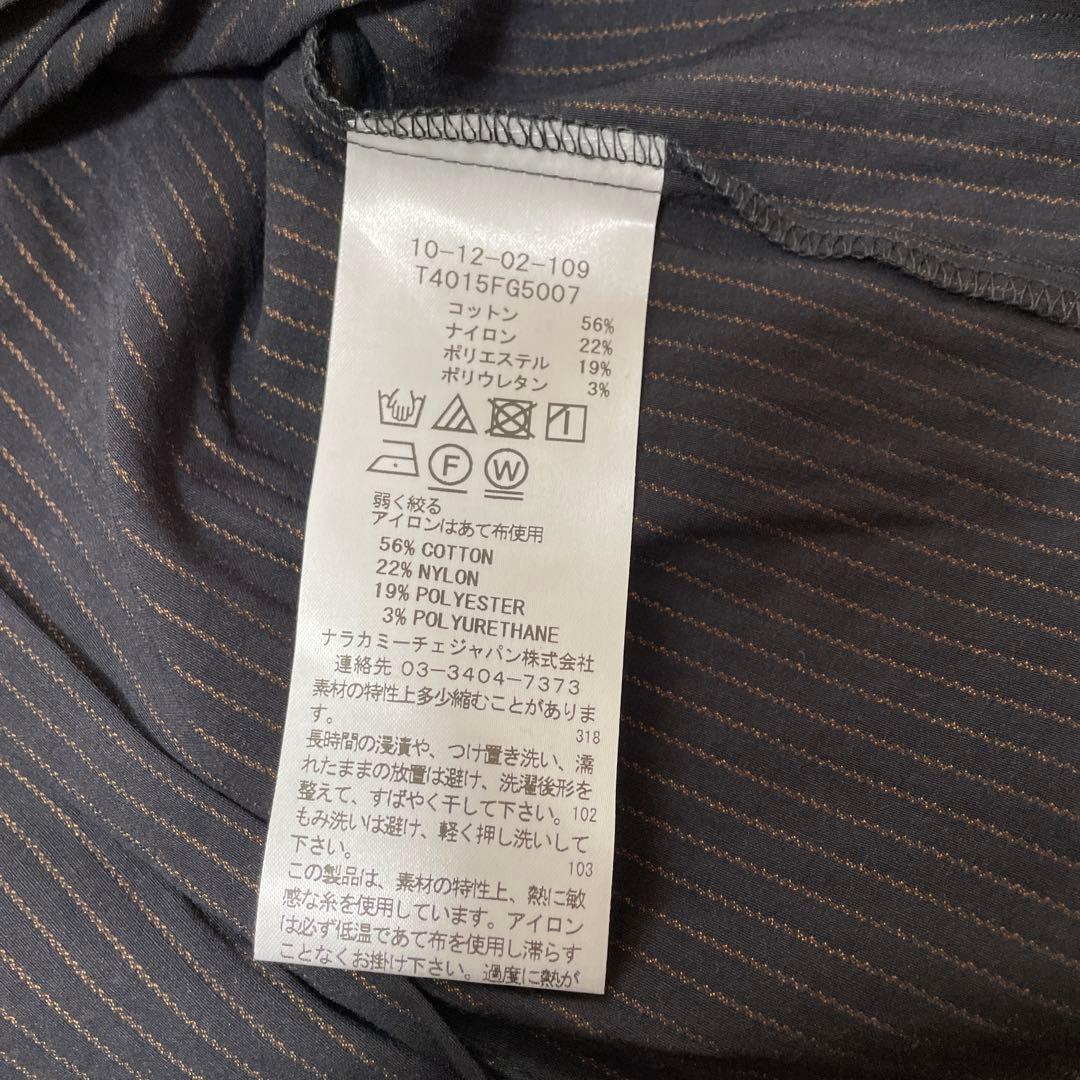 10-12-02-109
T4015FG5007
コットン 56%
ナイロン 22%
ポリエステル 19%
ポリウレタン 3%
F W
弱く絞る
アイロンはあて布使用
56% COTTON
22% NYLON
19% POLYESTER
3% POLYURETHANE
ナラカミーチェジャパン株式会社
連絡先 03-3404-7373
素材の特性上多少縮むことがありま
す。 318
長時間の浸漬や、つけ置き洗い、濡
れたままの放置は避け、洗濯後形を
整えて、すばやく干して下さい。102
もみ洗いは避け、軽く押し洗いして
下さい。 103
この製品は、素材の特性上、熱に敏
感な糸を使用しています。アイロン
は必ず低温であて布を使用し滞らす
ことなくお掛け下さい。過度に熱が